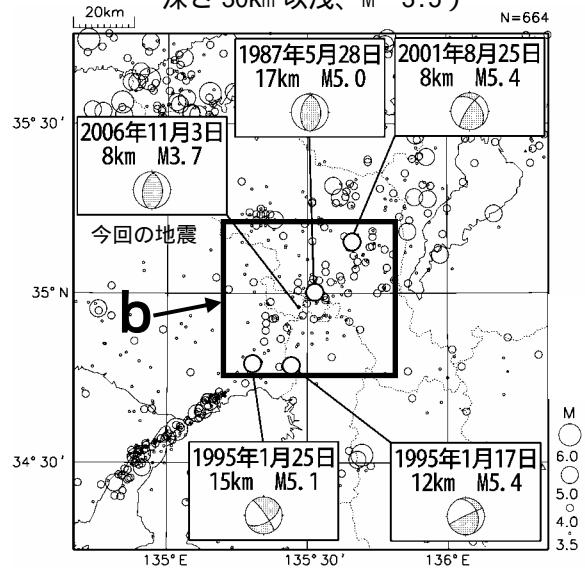 深さ30km以浅、M 3.5)
20km
N=664
1987年5月28日
17km M5.0
2001年8月25日
8km M5.4
35°30′
2006年11月3日
8km M3.7
今回の地震
35°N
b
34°30′
1995年1月25日
15km M5.1
1995年1月17日
12km M5.4
M
6.0
5.0
4.0
3.5
135°E
135°30′
136°E